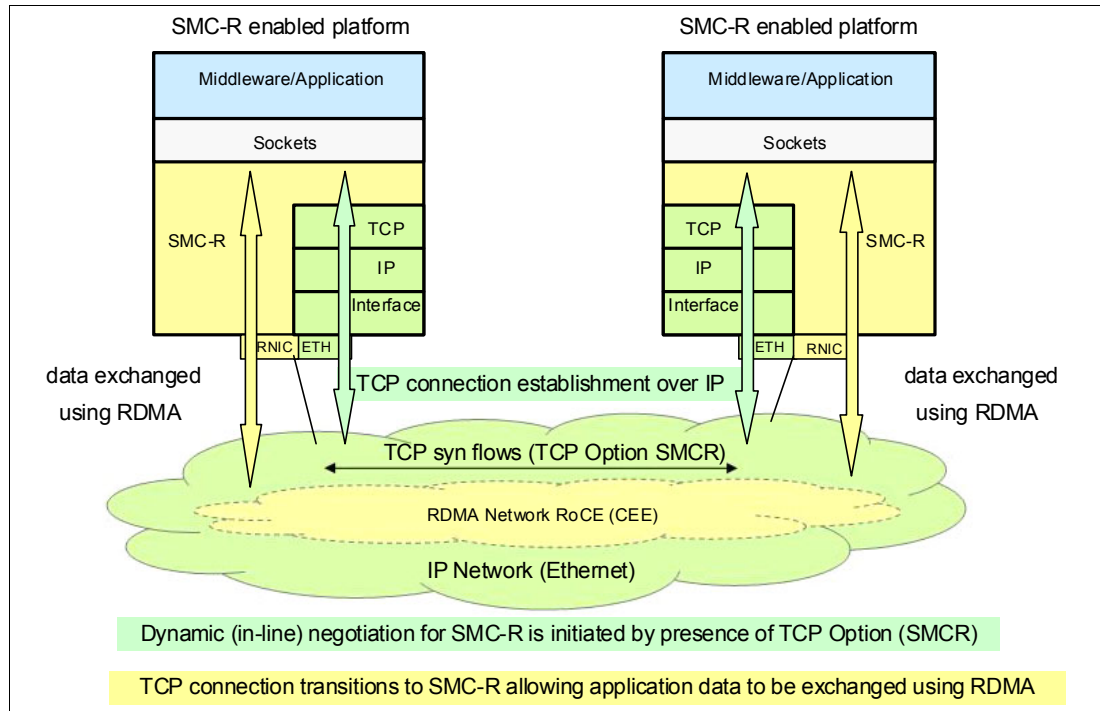 SMC-R enabled platform
SMC-R enabled platform
Middleware/Application
Middleware/Application
Sockets
Sockets
SMC-R
TCP
IP
Interface
TCP
IP
Interface
SMC-R
RNIC
ETH
ETH
RNIC
data exchanged
using RDMA
TCP connection establishment over IP
data exchanged
using RDMA
TCP syn flows (TCP Option SMCR)
RDMA Network RoCE (CEE)
IP Network (Ethernet)
Dynamic (in-line) negotiation for SMC-R is initiated by presence of TCP Option (SMCR)
TCP connection transitions to SMC-R allowing application data to be exchanged using RDMA